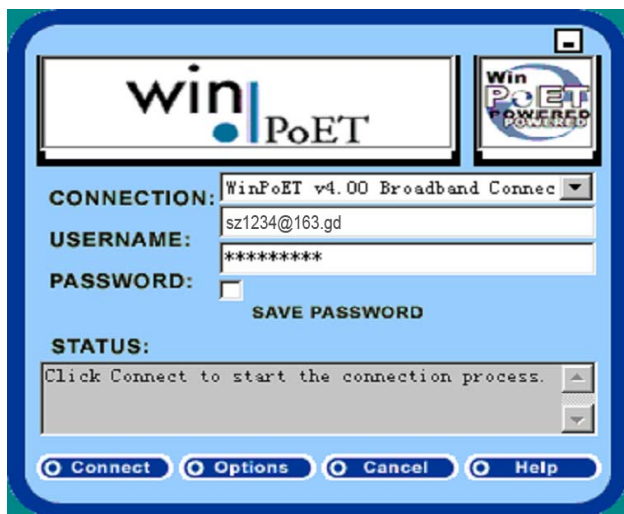 win
PoET
Win
PoET
POWERED
CONNECTION:
WinPoET v4.00 Broadband Connec
USERNAME:
sz1234@163.gd
PASSWORD:
*********
SAVE PASSWORD
STATUS:
Click Connect to start the connection process.
Connect
Options
Cancel
Help